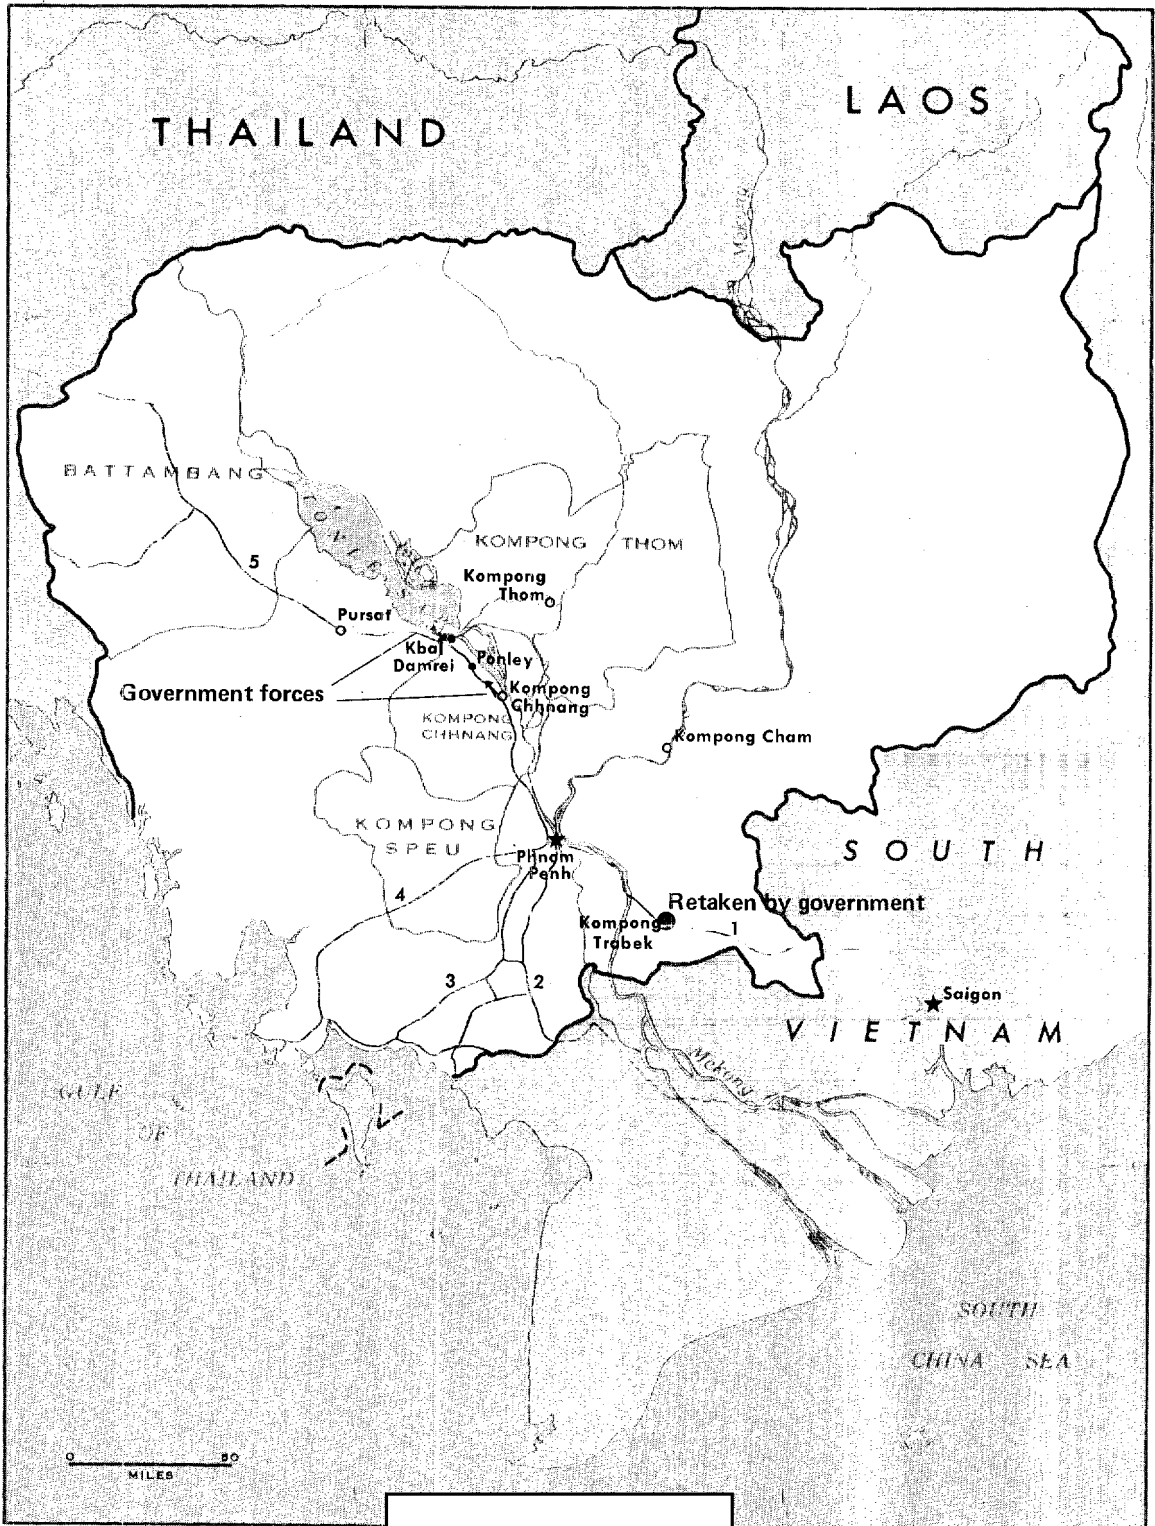 THAILAND
LAOS
Mekong
BATTAMBANG
TONLE
5
KOMPONG THOM
Kompong
Thom
Pursat
Kbal
Damrei
Ponley
Government forces
Kompong
Chhnang
KOMPONG
CHHNANG
Kompong Cham
KOMPONG
SPEU
Phnom
Penh
SOUTH
4
Retaken by government
Kompong
Trabek
1
3
2
Saigon
VIETNAM
Mekong
GULF
OF
THAILAND
SOUTH
CHINA SEA
0
MILES